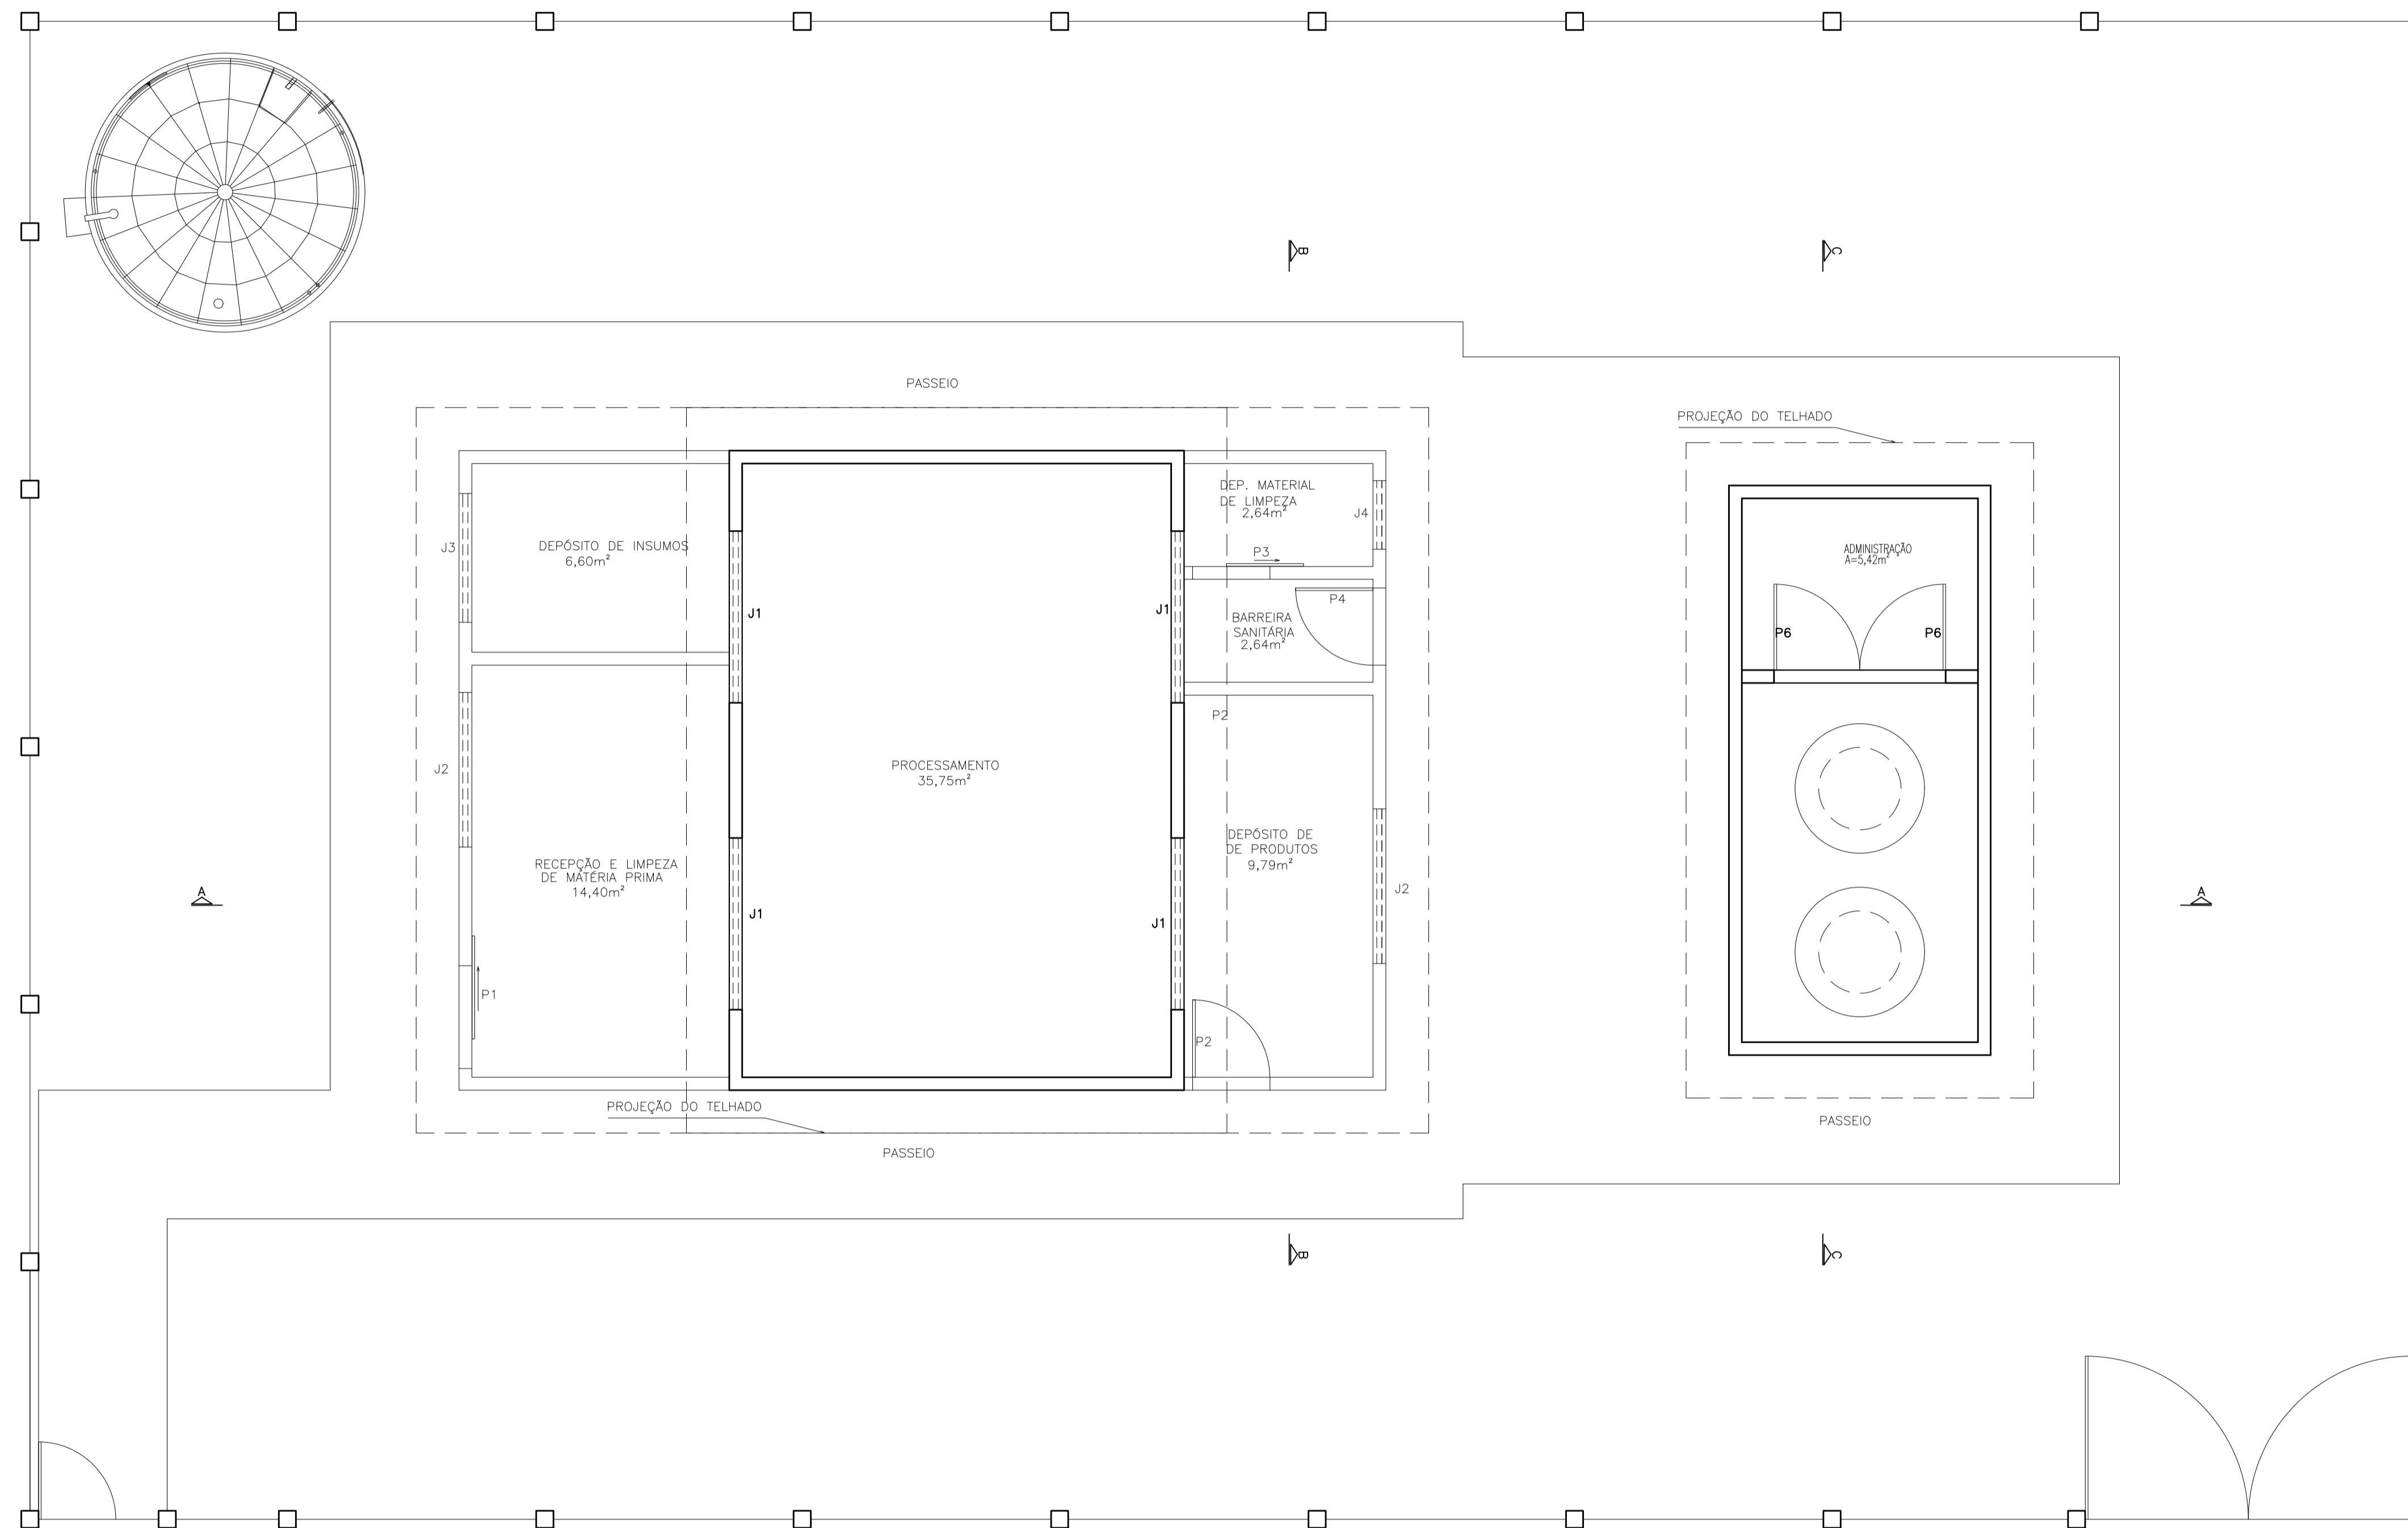 B
C
PASSEIO
PROJEÇÃO DO TELHADO
DEP. MATERIAL
DE LIMPEZA
2,64m²
J4
J3
DEPÓSITO DE INSUMOS
6,60m²
P3
ADMINISTRAÇÃO
A=5,42m²
J1
J1
P4
BARREIRA
SANITÁRIA
2,64m²
P6
P6
P2
J2
PROCESSAMENTO
35,75m²
DEPÓSITO DE
DE PRODUTOS
9,79m²
RECEPÇÃO E LIMPEZA
DE MATÉRIA PRIMA
14,40m²
J2
A
A
J1
J1
P1
P2
PROJEÇÃO DO TELHADO
PASSEIO
PASSEIO
B
C